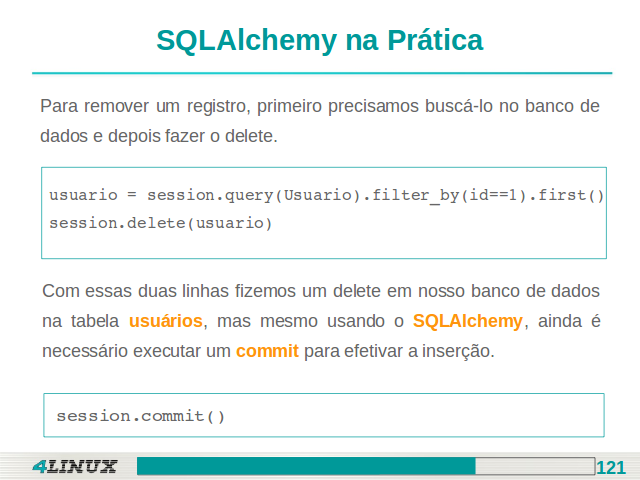 SQLAlchemy na Prática
Para remover um registro, primeiro precisamos buscá-lo no banco de
dados e depois fazer o delete.
usuario = session.query(Usuario).filter_by(id==1).first()
session.delete(usuario)
Com essas duas linhas fizemos um delete em nosso banco de dados
na tabela usuários, mas mesmo usando o SQLAlchemy, ainda é
necessário executar um commit para efetivar a inserção.
session.commit()
4LINUX
121